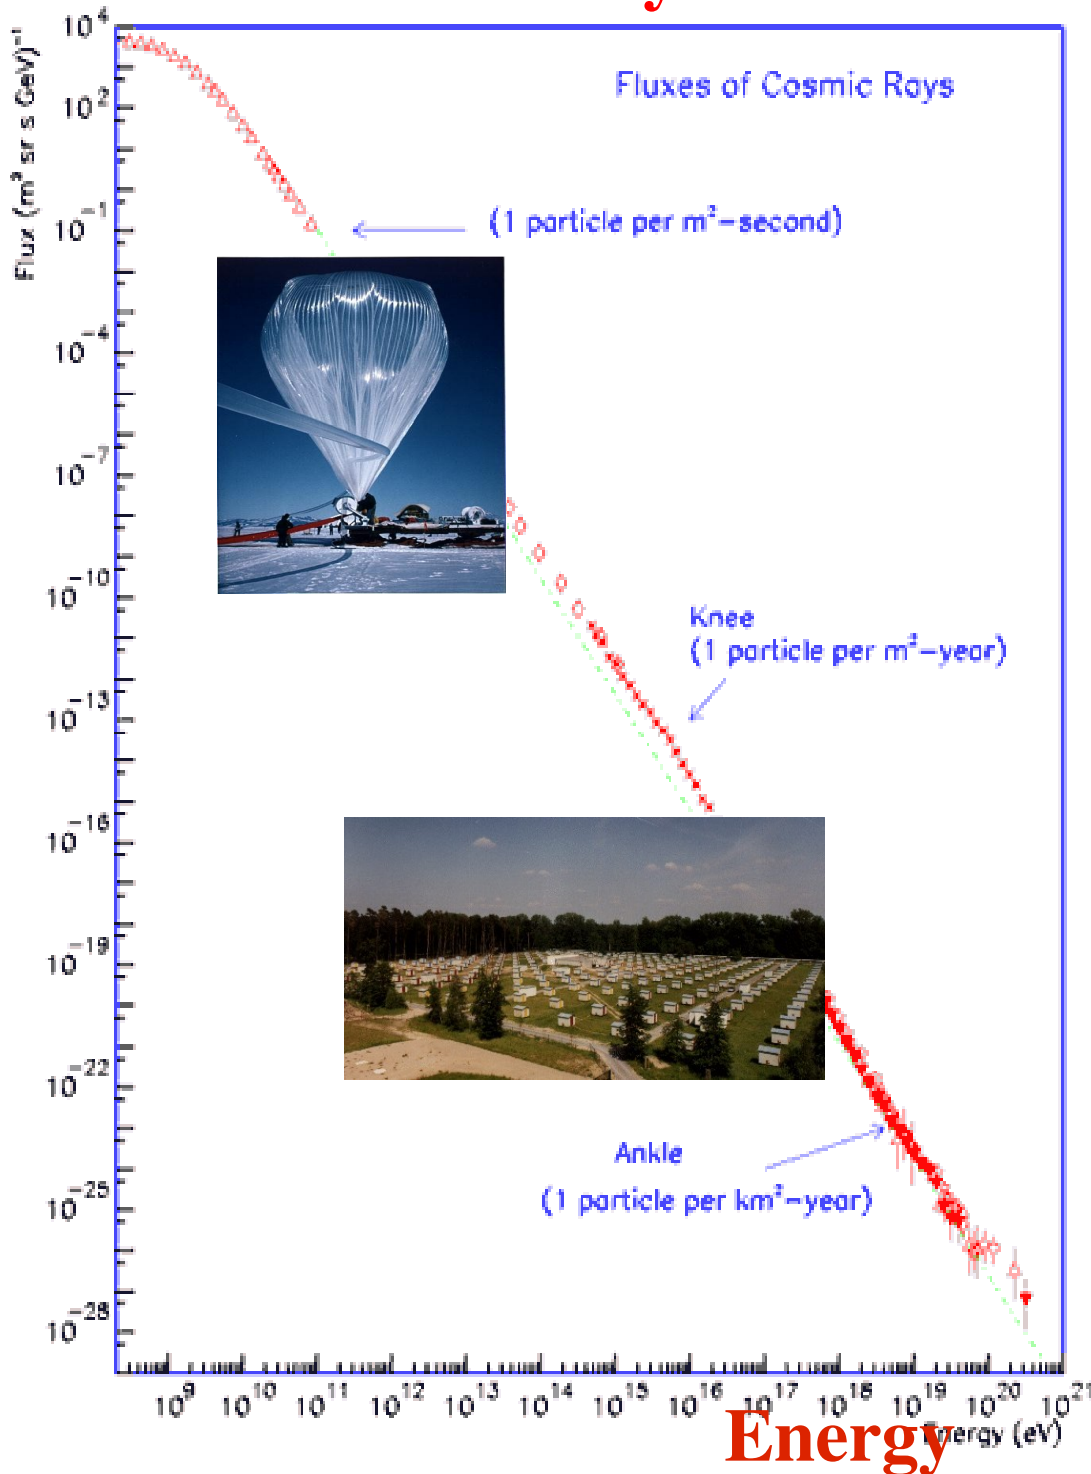 y
10⁴
Flux (m² sr s GeV)⁻¹
Fluxes of Cosmic Rays
10²
(1 particle per m²-second)
10⁻¹
10⁻⁴
10⁻⁷
10⁻¹⁰
Knee
(1 particle per m²-year)
10⁻¹³
10⁻¹⁶
10⁻¹⁹
10⁻²²
Ankle
(1 particle per km²-year)
10⁻²⁵
10⁻²⁸
10⁹ 10¹⁰ 10¹¹ 10¹² 10¹³ 10¹⁴ 10¹⁵ 10¹⁶ 10¹⁷ 10¹⁸ 10¹⁹ 10²⁰ 10²¹
Energy (eV)
Energy